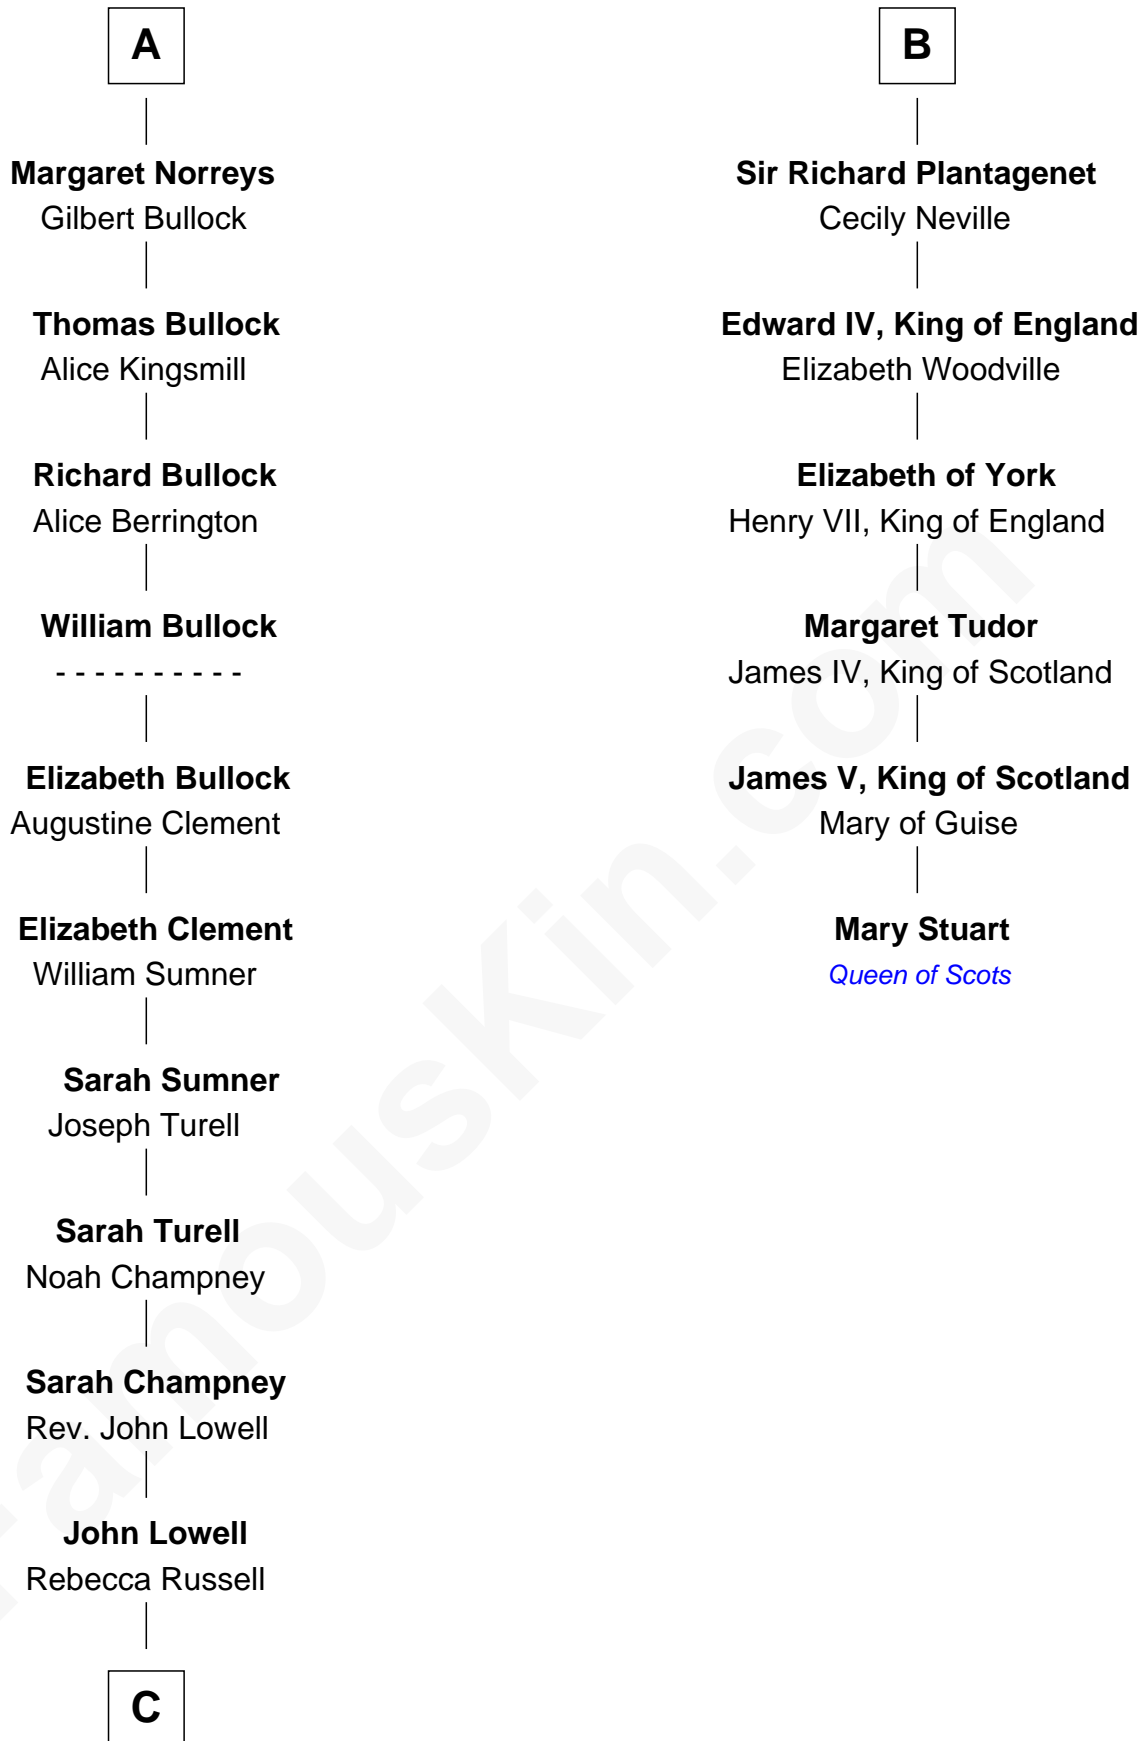 A
Margaret Norreys
Gilbert Bullock
Thomas Bullock
Alice Kingsmill
Richard Bullock
Alice Berrington
William Bullock
- - - - - - - - - -
Elizabeth Bullock
Augustine Clement
Elizabeth Clement
William Sumner
Sarah Sumner
Joseph Turell
Sarah Turell
Noah Champney
Sarah Champney
Rev. John Lowell
John Lowell
Rebecca Russell
C
B
Sir Richard Plantagenet
Cecily Neville
Edward IV, King of England
Elizabeth Woodville
Elizabeth of York
Henry VII, King of England
Margaret Tudor
James IV, King of Scotland
James V, King of Scotland
Mary of Guise
Mary Stuart
Queen of Scots
FamousKin.com